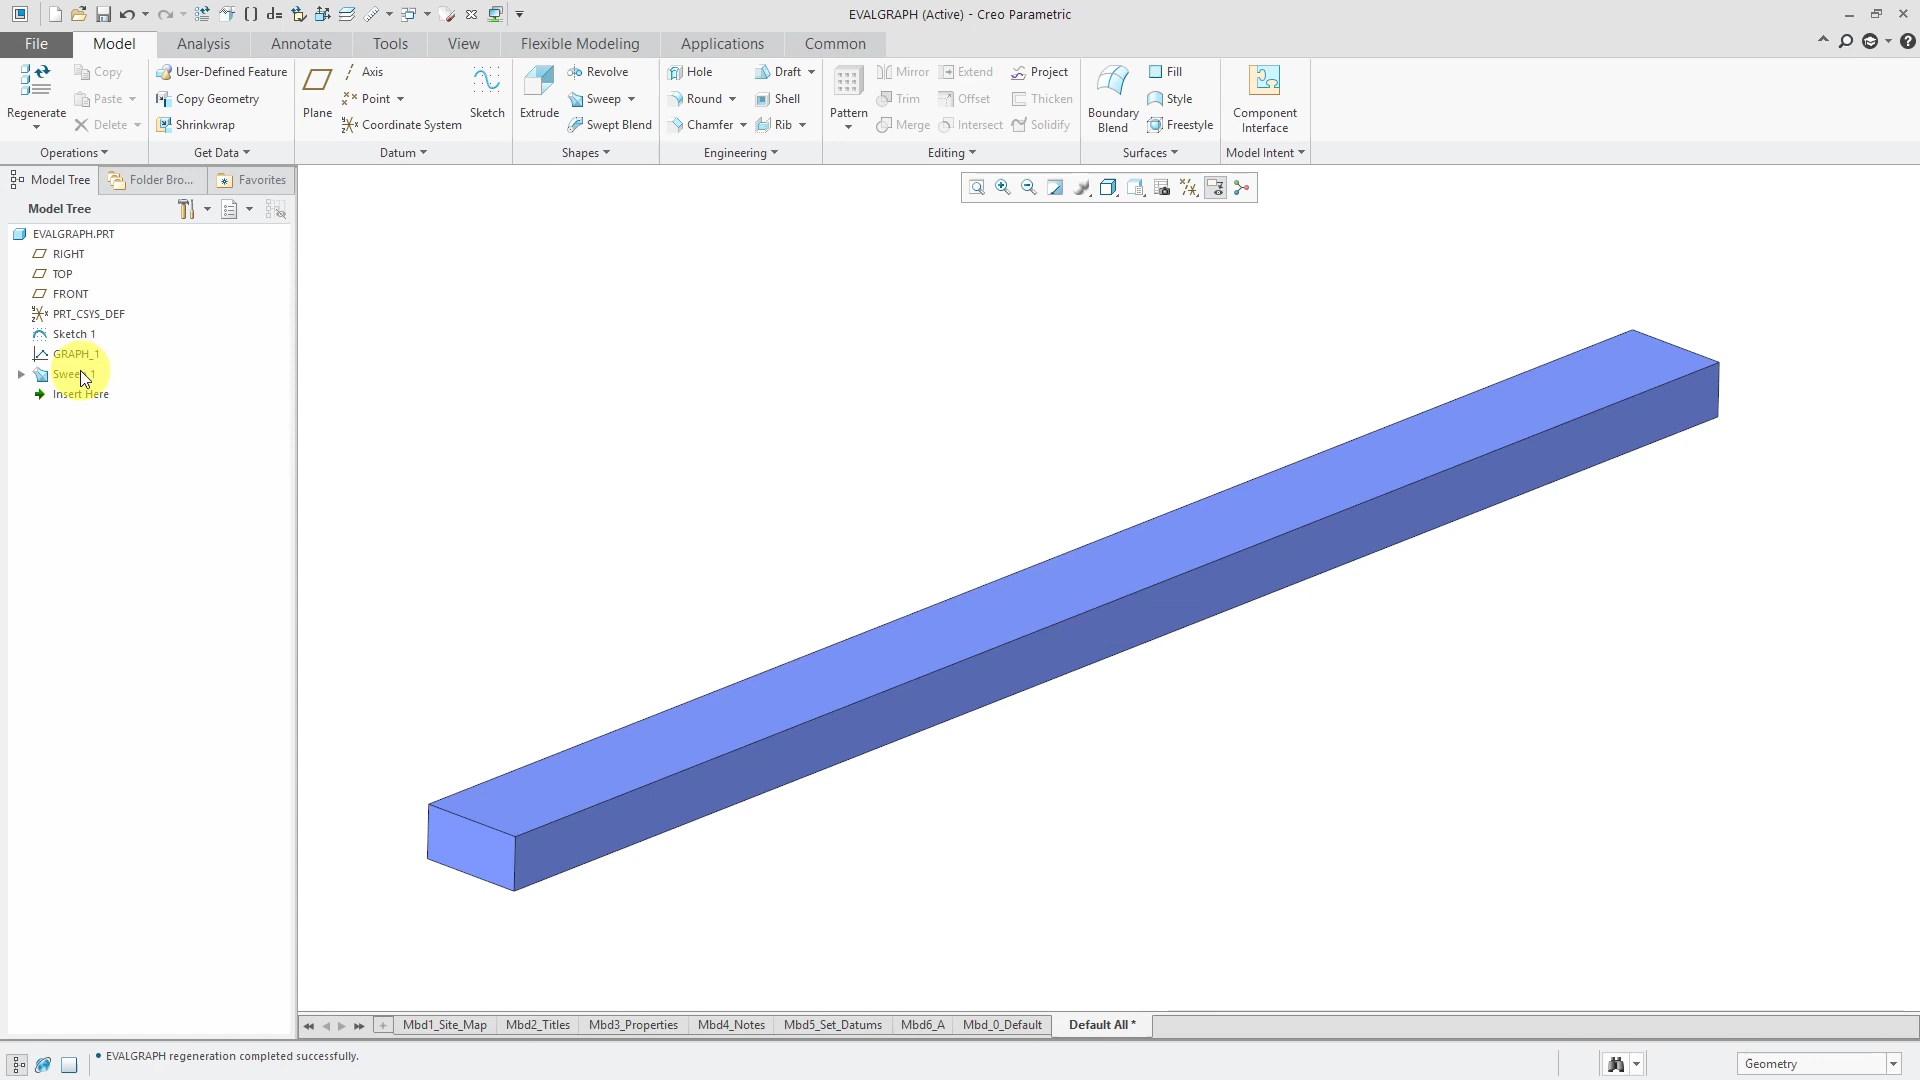 EVALGRAPH (Active) - Creo Parametric
File Model Analysis Annotate Tools View Flexible Modeling Applications Common
Regenerate
Copy
Paste
Delete
Operations
User-Defined Feature
Copy Geometry
Shrinkwrap
Get Data
Plane
Axis
Point
Coordinate System
Sketch
Datum
Extrude
Revolve
Sweep
Swept Blend
Shapes
Hole
Round
Chamfer
Draft
Shell
Rib
Engineering
Pattern
Mirror
Trim
Merge
Extend
Offset
Intersect
Project
Thicken
Solidify
Editing
Boundary
Blend
Fill
Style
Freestyle
Surfaces
Component
Interface
Model Intent
Model Tree Folder Bro... Favorites
Model Tree
EVALGRAPH.PRT
RIGHT
TOP
FRONT
PRT_CSYS_DEF
Sketch 1
GRAPH_1
Sweep 1
Insert Here
Mbd1_Site_Map Mbd2_Titles Mbd3_Properties Mbd4_Notes Mbd5_Set_Datums Mbd6_A Mbd_0_Default Default All *
• EVALGRAPH regeneration completed successfully.
Geometry